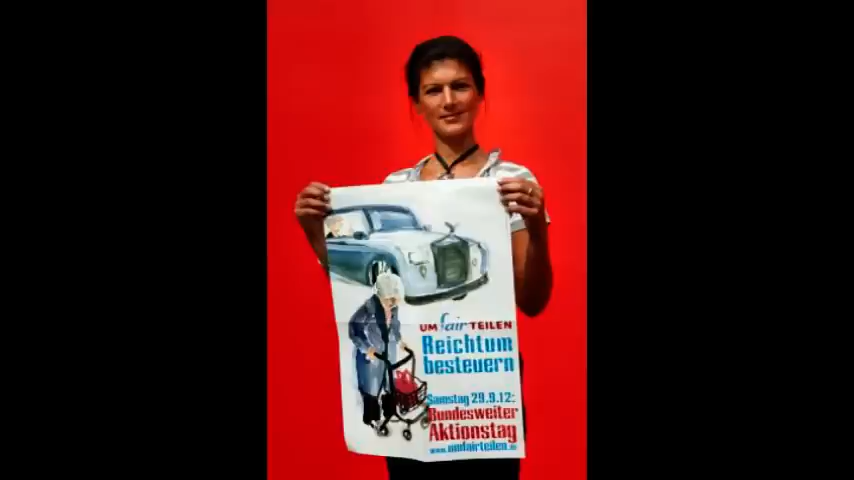 UM fair TEILEN
Reichtum
besteuern
Samstag 29.9.12:
Bundesweiter
Aktionstag
www.umfairteilen.de